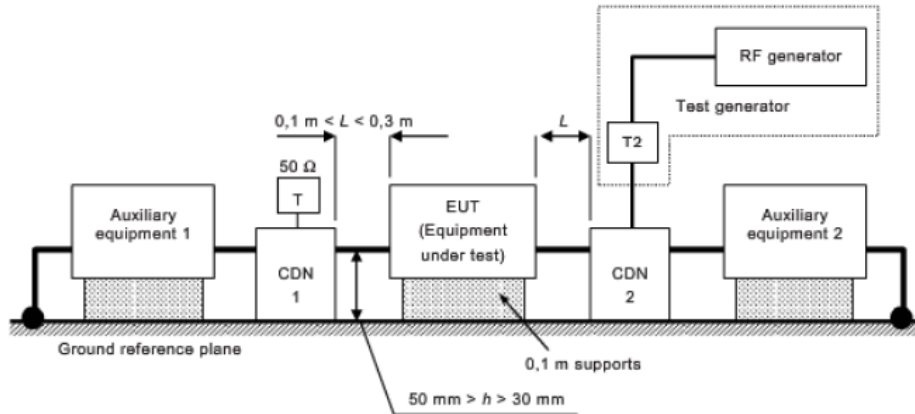 RF generator
Test generator
0,1 m < L < 0,3 m
L
T2
50 Ω
T
Auxiliary
equipment 1
EUT
(Equipment
under test)
Auxiliary
equipment 2
CDN
1
CDN
2
Ground reference plane
0,1 m supports
50 mm > h > 30 mm